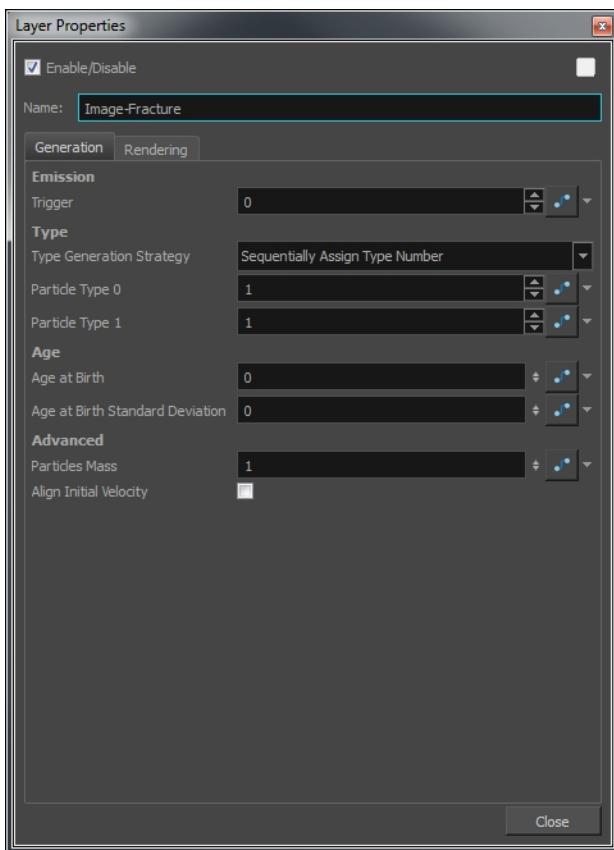 Layer Properties
Enable/Disable
Name: Image-Fracture
Generation Rendering
Emission
Trigger 0
Type
Type Generation Strategy Sequentially Assign Type Number
Particle Type 0 1
Particle Type 1 1
Age
Age at Birth 0
Age at Birth Standard Deviation 0
Advanced
Particles Mass 1
Align Initial Velocity
Close